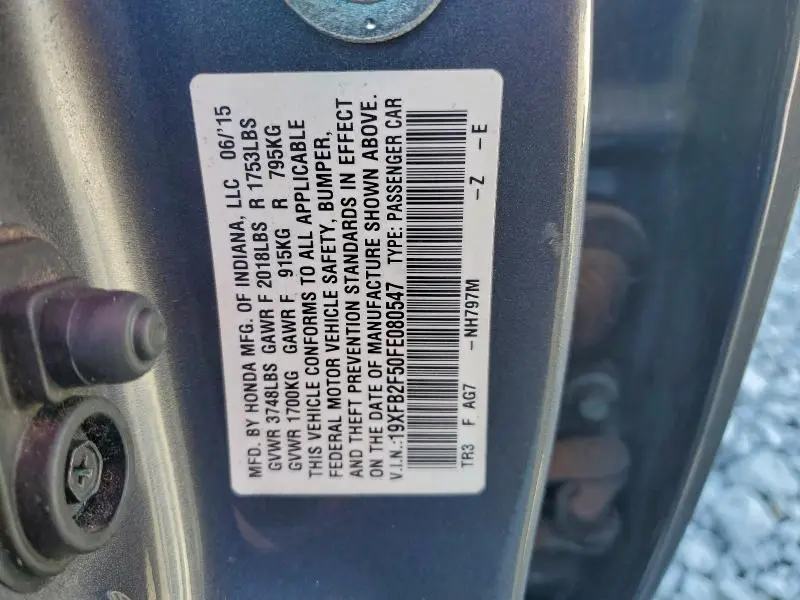 MFD. BY HONDA MFG. OF INDIANA, LLC 06/'15
GVWR 3748LBS GAWR F 2018LBS R 1753LBS
GVWR 1700KG GAWR F 915KG R 795KG
THIS VEHICLE CONFORMS TO ALL APPLICABLE
FEDERAL MOTOR VEHICLE SAFETY, BUMPER,
AND THEFT PREVENTION STANDARDS IN EFFECT
ON THE DATE OF MANUFACTURE SHOWN ABOVE.
V.I.N.:19XFB2F50FE080547 TYPE: PASSENGER CAR
TR3 F AG7 –NH797M –Z –E